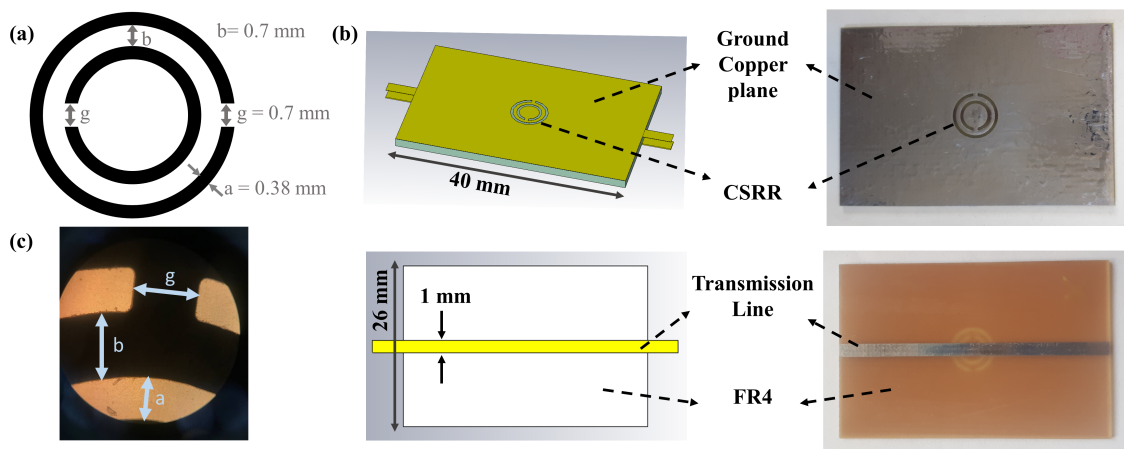 (a)
b
b= 0.7 mm
g
g = 0.7 mm
a = 0.38 mm
(b)
40 mm
Ground
Copper
plane
CSRR
(c)
g
b
a
26 mm
1 mm
Transmission
Line
FR4